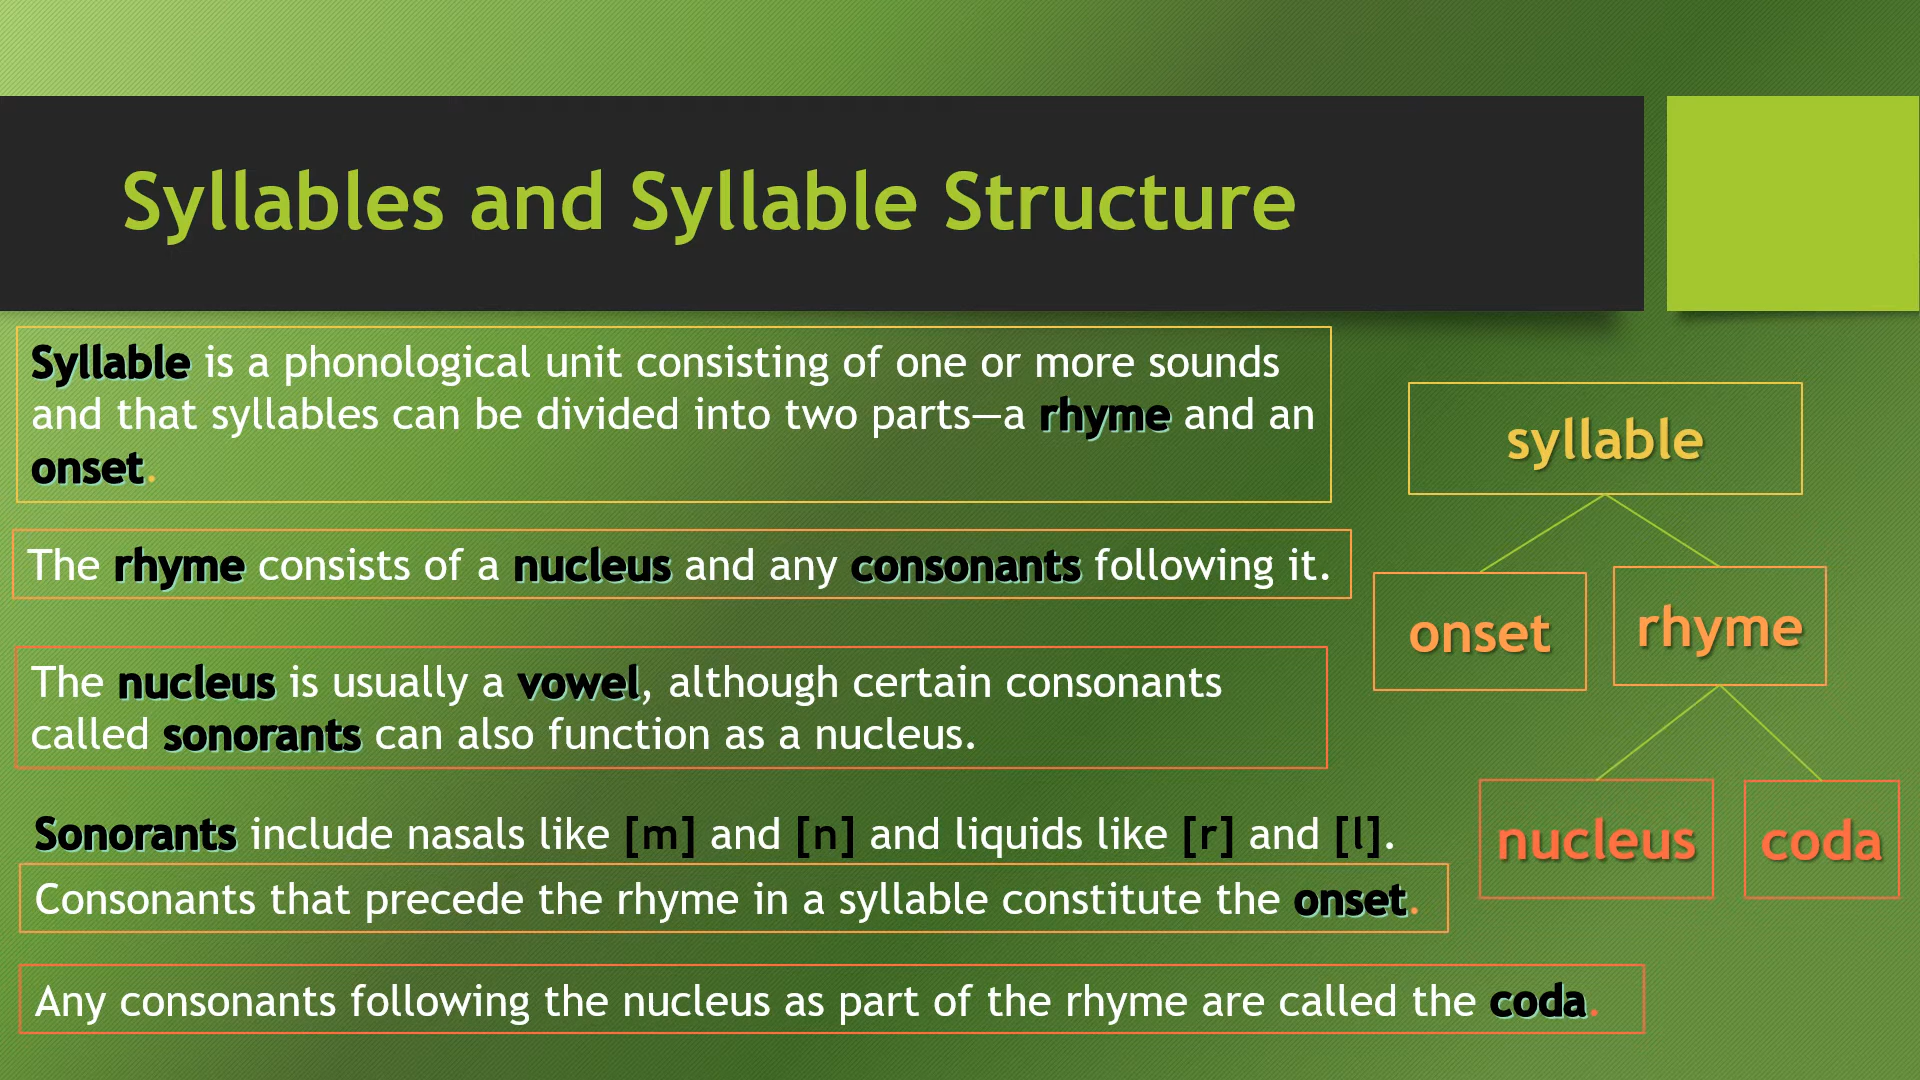 Syllables and Syllable Structure
Syllable is a phonological unit consisting of one or more sounds
and that syllables can be divided into two parts—a rhyme and an
onset.
The rhyme consists of a nucleus and any consonants following it.
The nucleus is usually a vowel, although certain consonants
called sonorants can also function as a nucleus.
Sonorants include nasals like [m] and [n] and liquids like [r] and [l].
Consonants that precede the rhyme in a syllable constitute the onset.
Any consonants following the nucleus as part of the rhyme are called the coda.
syllable
onset
rhyme
nucleus
coda